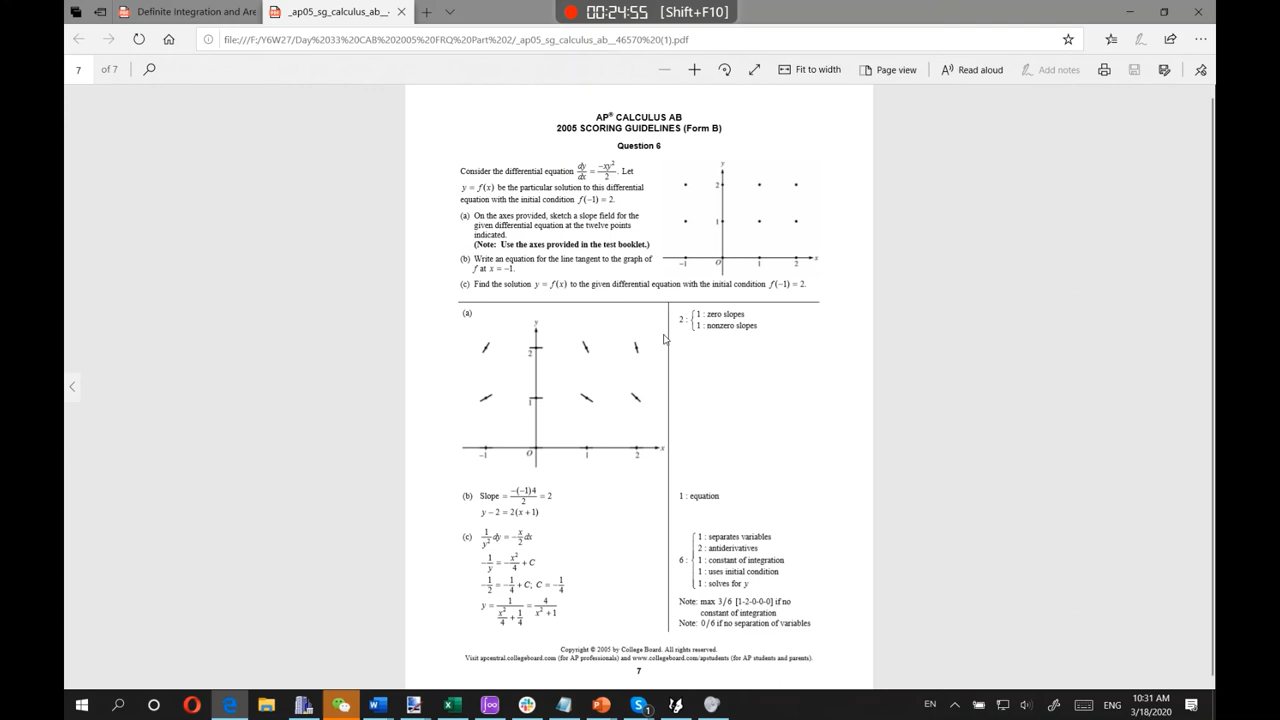 Definite Integration and Are
_ap05_sg_calculus_ab_
00:24:55 [Shift+F10]
file:///F:/Y6W27/Day%2033%20CAB%202005%20FRQ%20Part%202/_ap05_sg_calculus_ab__46570%20(1).pdf
7 of 7
Fit to width
Page view
Read aloud
Add notes
AP® CALCULUS AB
2005 SCORING GUIDELINES (Form B)
Question 6
Consider the differential equation dy/dx = -xy²/2. Let
y = f(x) be the particular solution to this differential
equation with the initial condition f(-1) = 2.
(a) On the axes provided, sketch a slope field for the
given differential equation at the twelve points
indicated.
(Note: Use the axes provided in the test booklet.)
(b) Write an equation for the line tangent to the graph of
f at x = -1.
(c) Find the solution y = f(x) to the given differential equation with the initial condition f(-1) = 2.
y
2
1
-1 O 1 2 x
(a)
y
2
1
-1 O 1 2 x
2 : { 1 : zero slopes
1 : nonzero slopes
(b) Slope = -(-1)4/2 = 2
y - 2 = 2(x + 1)
1 : equation
(c) 1/y² dy = -x/2 dx
-1/y = -x²/4 + C
-1/2 = -1/4 + C; C = -1/4
y = 1/(x²/4 + 1/4) = 4/(x² + 1)
6 : { 1 : separates variables
2 : antiderivatives
1 : constant of integration
1 : uses initial condition
1 : solves for y
Note: max 3/6 [1-2-0-0-0] if no
constant of integration
Note: 0/6 if no separation of variables
Copyright © 2005 by College Board. All rights reserved.
Visit apcentral.collegeboard.com (for AP professionals) and www.collegeboard.com/apstudents (for AP students and parents).
7
EN
ENG
10:31 AM
3/18/2020